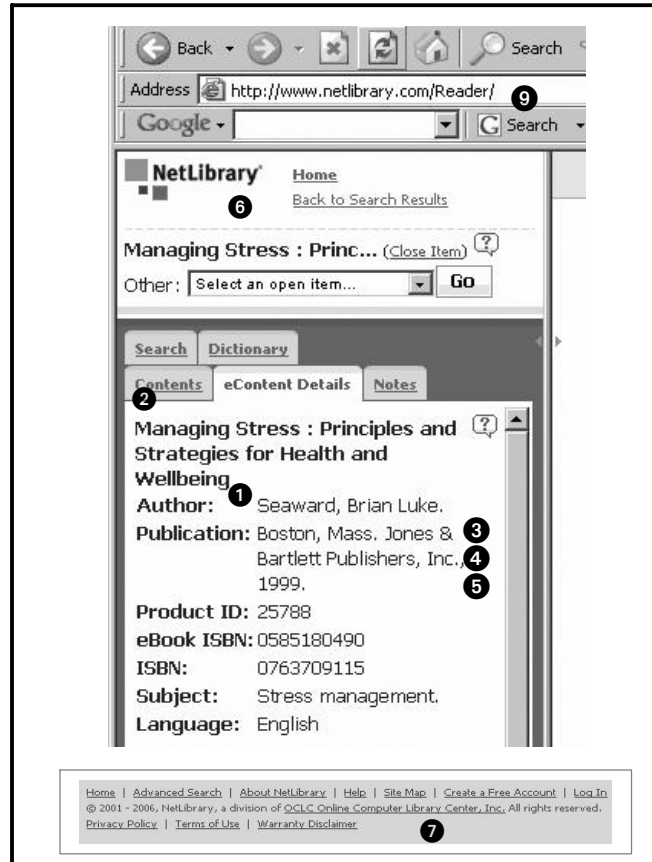 Back Search
Address http://www.netlibrary.com/Reader/ 9
Google G Search
NetLibrary Home
6 Back to Search Results
Managing Stress : Princ... (Close Item) ?
Other: Select an open item... Go
Search Dictionary
Contents eContent Details Notes
2
Managing Stress : Principles and ?
Strategies for Health and
Wellbeing
1
Author: Seaward, Brian Luke.
Publication: Boston, Mass. Jones & 3
Bartlett Publishers, Inc., 4
1999. 5
Product ID: 25788
eBook ISBN: 0585180490
ISBN: 0763709115
Subject: Stress management.
Language: English
Home | Advanced Search | About NetLibrary | Help | Site Map | Create a Free Account | Log In
© 2001 - 2006, NetLibrary, a division of OCLC Online Computer Library Center, Inc. All rights reserved.
Privacy Policy | Terms of Use | Warranty Disclaimer 7